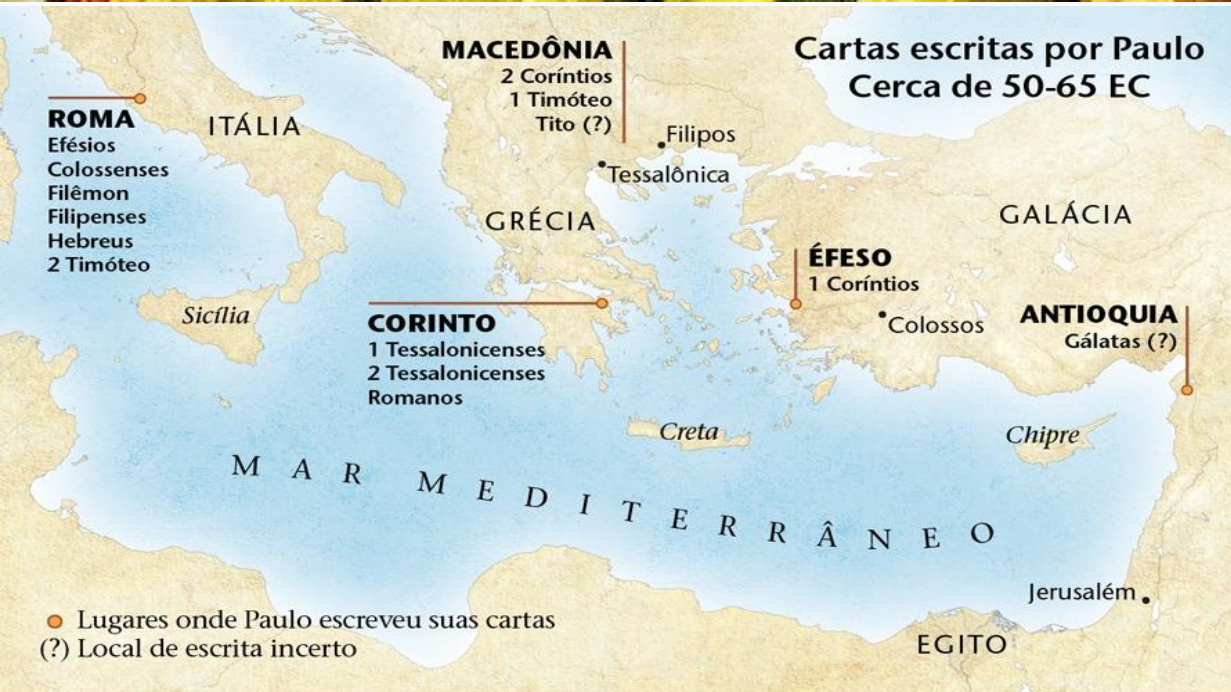 Cartas escritas por Paulo
Cerca de 50-65 EC
MACEDÔNIA
2 Coríntios
1 Timóteo
Tito (?)
ROMA
Efésios
Colossenses
Filêmon
Filipenses
Hebreus
2 Timóteo
ITÁLIA
Filipos
Tessalônica
GRÉCIA
GALÁCIA
ÉFESO
1 Coríntios
Colossos
ANTIOQUIA
Gálatas (?)
Sicília
CORINTO
1 Tessalonicenses
2 Tessalonicenses
Romanos
Creta
Chipre
MAR MEDITERRÂNEO
Jerusalém
EGITO
Lugares onde Paulo escreveu suas cartas
(?) Local de escrita incerto